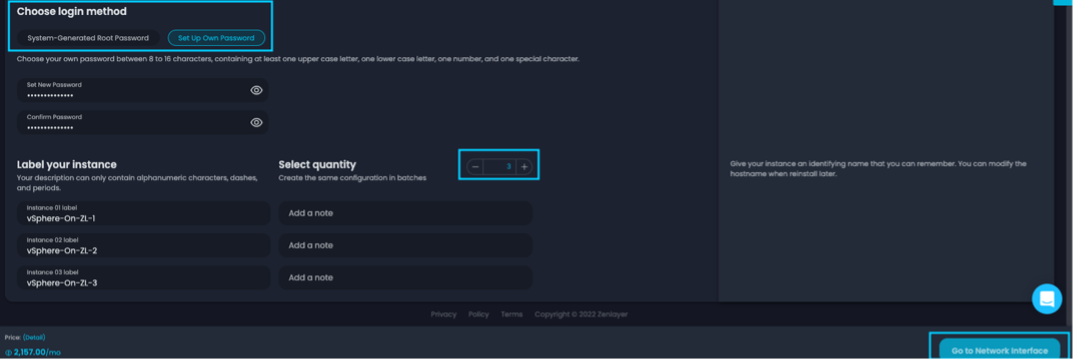 Choose login method
System-Generated Root Password
Set Up Own Password
Choose your own password between 8 to 16 characters, containing at least one upper case letter, one lower case letter, one number, and one special character.
Set New Password
••••••••••••••
Confirm Password
••••••••••••••
Label your instance
Your description can only contain alphanumeric characters, dashes,
and periods.
Select quantity
Create the same configuration in batches
− 3 +
Give your instance an identifying name that you can remember. You can modify the
hostname when reinstall later.
Instance 01 label
vSphere-On-ZL-1
Add a note
Instance 02 label
vSphere-On-ZL-2
Add a note
Instance 03 label
vSphere-On-ZL-3
Add a note
Privacy Policy Terms Copyright © 2022 Zenlayer
Price: (Detail)
2,157.00/mo
Go to Network Interface